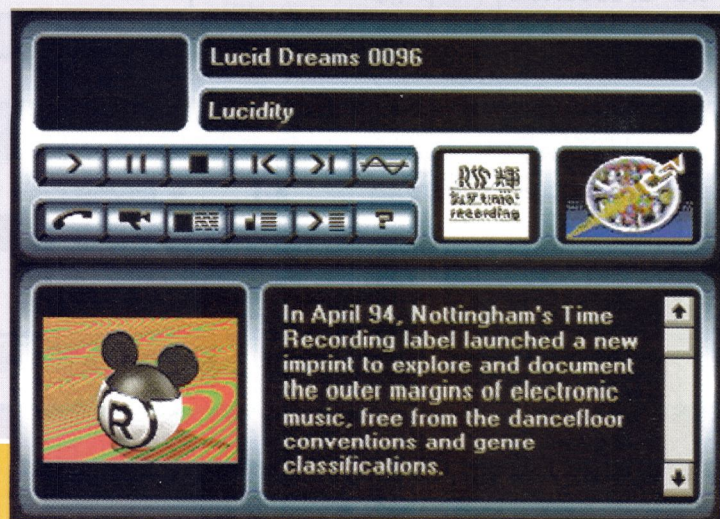 Lucid Dreams 0096
Lucidity
?
recording
R
In April 94, Nottingham's Time
Recording label launched a new
imprint to explore and document
the outer margins of electronic
music, free from the dancefloor
conventions and genre
classifications.